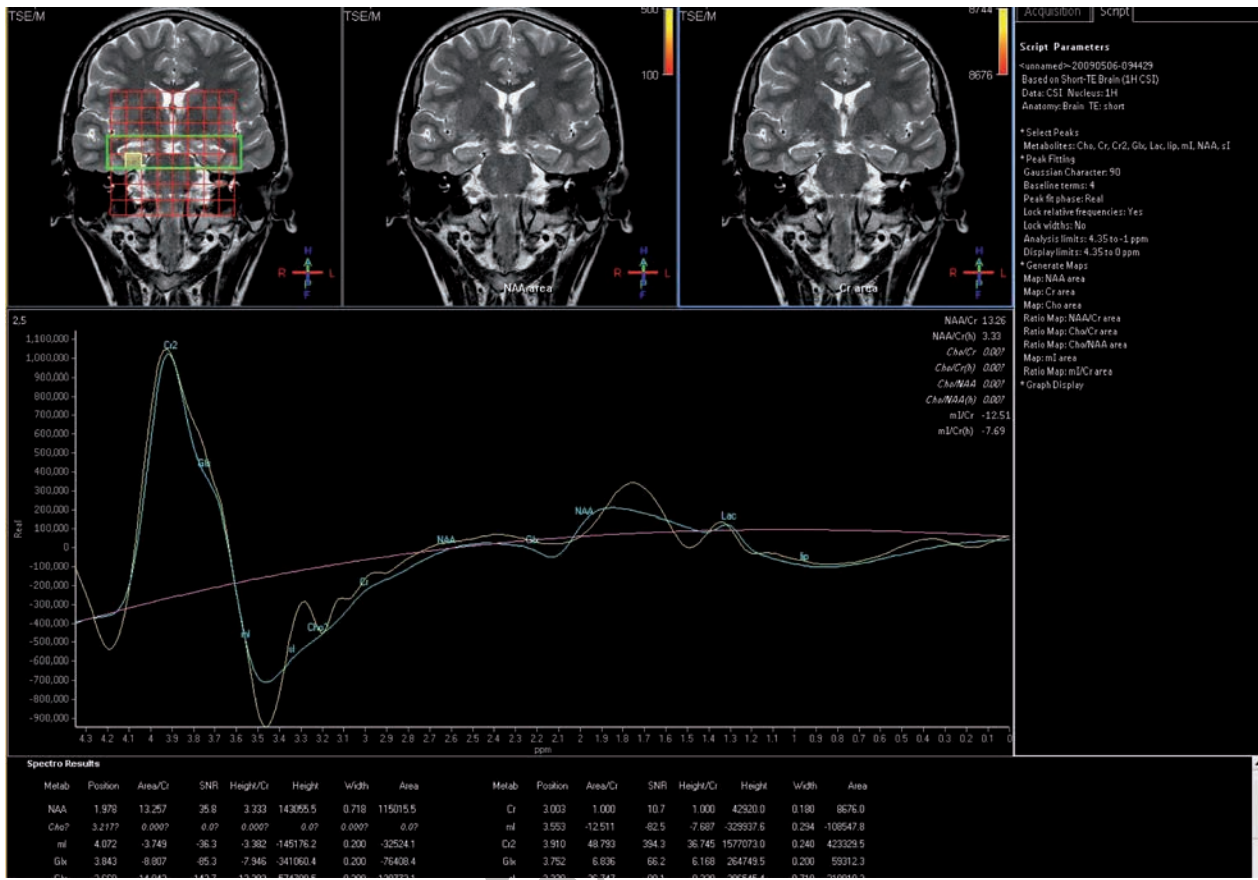 TSE/M
TSE/M
TSE/M
500
100
8744
8676
H
A
R L
P
F
H
A
R L
P
F
H
A
R L
P
F
NAA area
Cr area
Acquisition Script
Script Parameters
<unnamed>-20090506-094429
Based on Short-TE Brain (1H CSI)
Data: CSI Nucleus: 1H
Anatomy: Brain TE: short
* Select Peaks
Metabolites: Cho, Cr, Cr2, Glx, Lac, lip, mI, NAA, sI
* Peak Fitting
Gaussian Character: 90
Baseline terms: 4
Peak fit phase: Real
Lock relative frequencies: Yes
Lock widths: No
Analysis limits: 4.35 to -1 ppm
Display limits: 4.35 to 0 ppm
* Generate Maps
Map: NAA area
Map: Cr area
Map: Cho area
Ratio Map: NAA/Cr area
Ratio Map: Cho/Cr area
Ratio Map: Cho/NAA area
Map: mI area
Ratio Map: mI/Cr area
* Graph Display
2.5
NAA/Cr 13.26
NAA/Cr(h) 3.33
Cho/Cr 0.00?
Cho/Cr(h) 0.00?
Cho/NAA 0.00?
Cho/NAA(h) 0.00?
mI/Cr -12.51
mI/Cr(h) -7.69
1,100,000
1,000,000
900,000
800,000
700,000
600,000
500,000
400,000
300,000
200,000
100,000
0
-100,000
-200,000
-300,000
-400,000
-500,000
-600,000
-700,000
-800,000
-900,000
Real
Cr2
Glx
mI
sI
Cho?
Cr
NAA
Glx
NAA
Lac
lip
4.3 4.2 4.1 4 3.9 3.8 3.7 3.6 3.5 3.4 3.3 3.2 3.1 3 2.9 2.8 2.7 2.6 2.5 2.4 2.3 2.2 2.1 2 1.9 1.8 1.7 1.6 1.5 1.4 1.3 1.2 1.1 1 0.9 0.8 0.7 0.6 0.5 0.4 0.3 0.2 0.1 0
ppm
Spectro Results
Metab Position Area/Cr SNR Height/Cr Height Width Area Metab Position Area/Cr SNR Height/Cr Height Width Area
NAA 1.978 13.257 35.8 3.333 143055.5 0.718 115015.5 Cr 3.003 1.000 10.7 1.000 42920.0 0.180 8676.0
Cho? 3.217? 0.000? 0.0? 0.000? 0.0? 0.000? 0.0? mI 3.553 -12.511 -82.5 -7.687 -329937.6 0.294 -108547.8
mI 4.072 -3.749 -36.3 -3.382 -145176.2 0.200 -32524.1 Cr2 3.910 48.793 394.3 36.745 1577073.0 0.240 423329.5
Glx 3.843 -8.807 -85.3 -7.946 -341060.4 0.200 -76408.4 Glx 3.752 6.836 66.2 6.168 264749.5 0.200 59312.3